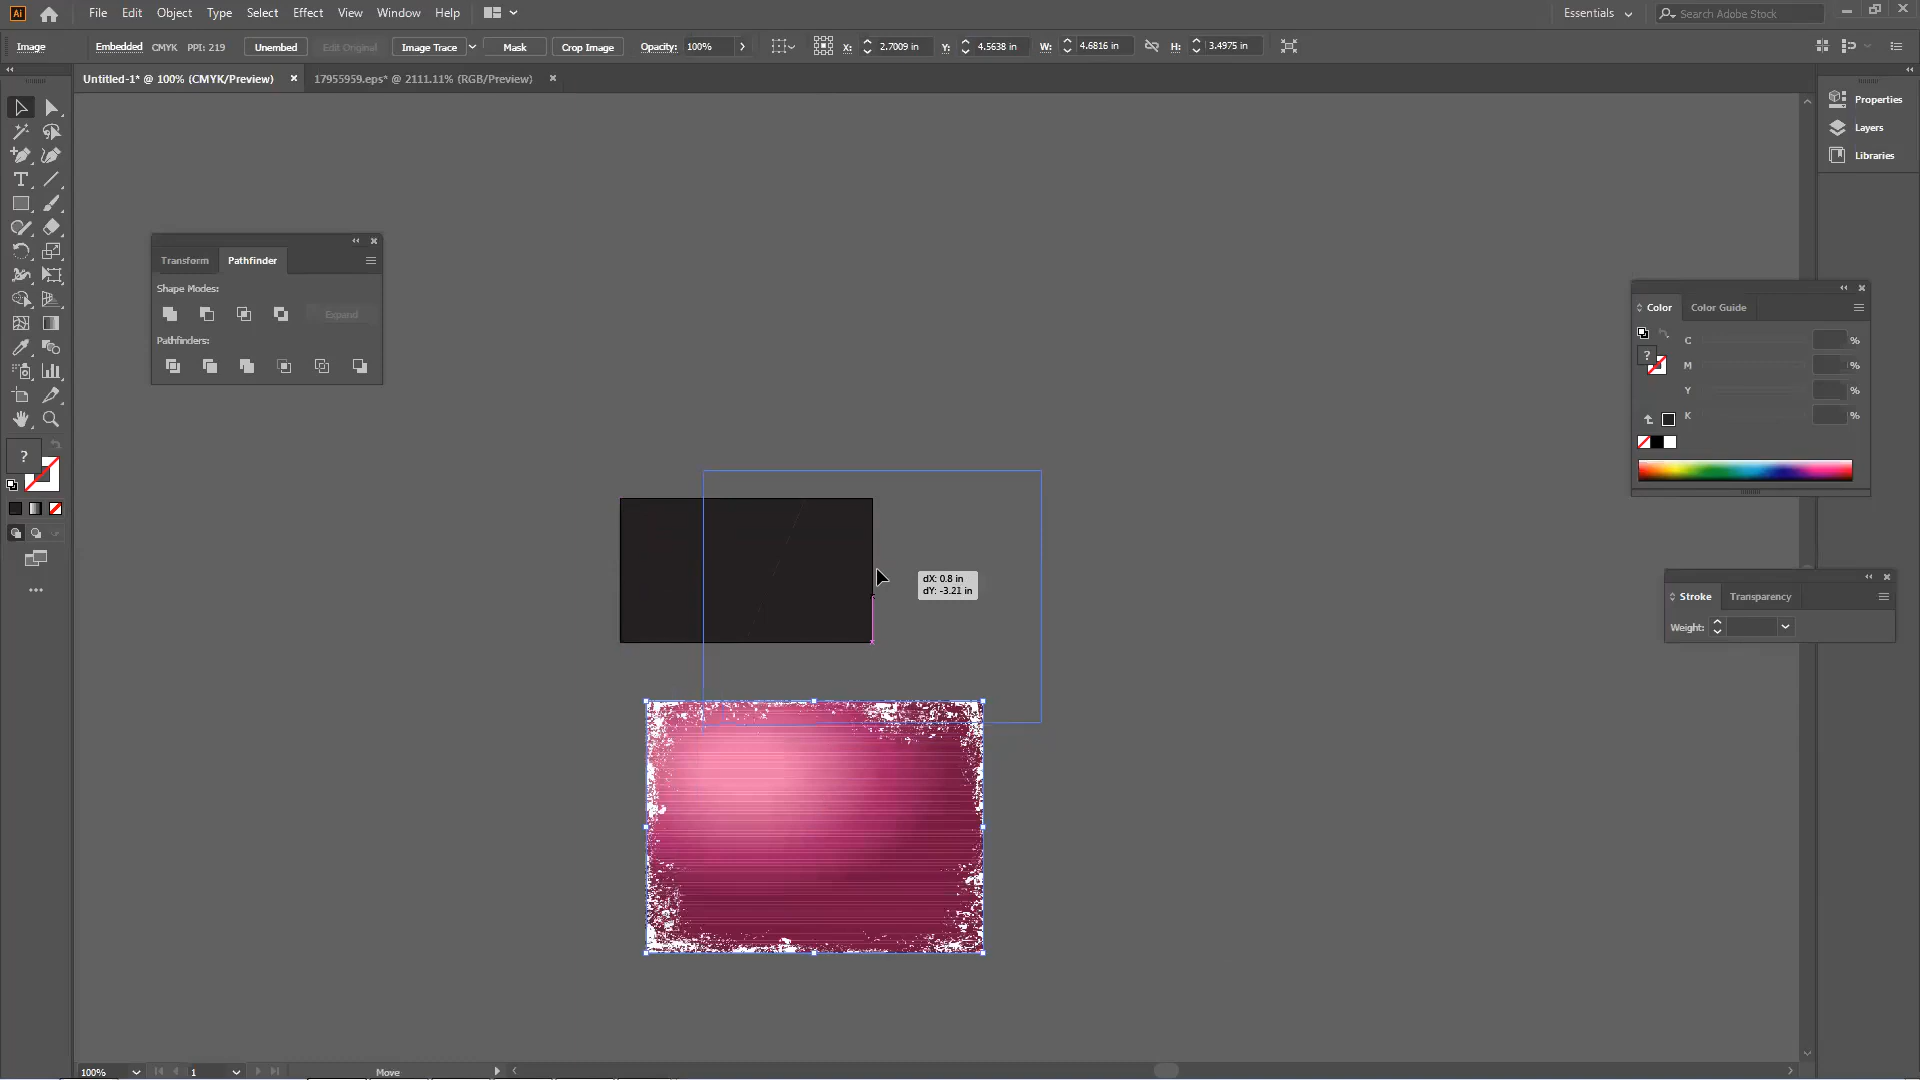 Ai File Edit Object Type Select Effect View Window Help Essentials Search Adobe Stock
Image Embedded CMYK PPI: 219 Unembed Edit Original Image Trace Mask Crop Image Opacity: 100% X: 2.7009 in Y: 4.5638 in W: 4.6816 in H: 3.4975 in
Untitled-1* @ 100% (CMYK/Preview) 17955959.eps* @ 2111.11% (RGB/Preview)
Properties
Layers
Libraries
Transform Pathfinder
Shape Modes:
Expand
Pathfinders:
Color Color Guide
C %
M %
Y %
K %
?
?
dX: 0.8 in
dY: -3.21 in
Stroke Transparency
Weight:
100% 1 Move